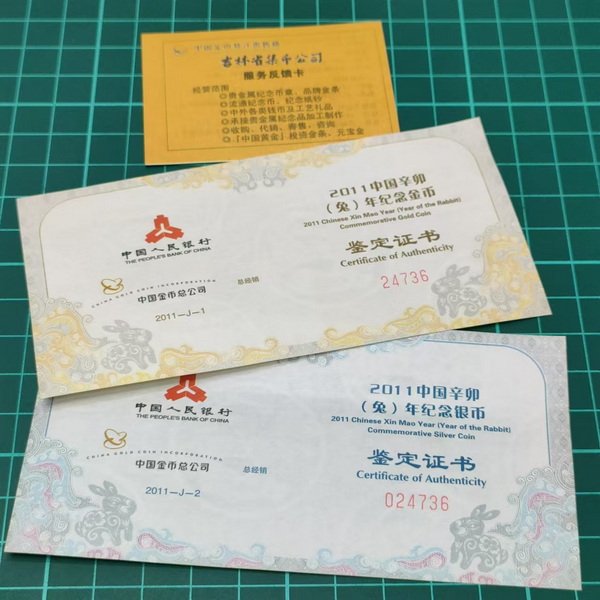 吉林省集币公司
服务反馈卡
经营范围
◎贵金属纪念币章、品牌金条
◎流通纪念币、纪念纸钞
◎中外各类钱币及工艺礼品
◎承接贵金属纪念品加工制作
◎收购、代销、寄售、咨询
◎【中国黄金】投资金条、元宝金
中国人民银行
THE PEOPLE'S BANK OF CHINA
CHINA GOLD COIN INCORPORATION
中国金币总公司
总经销
2011-J-1
2011中国辛卯
（兔）年纪念金币
2011 Chinese Xin Mao Year (Year of the Rabbit)
Commemorative Gold Coin
鉴定证书
Certificate of Authenticity
24736
中国人民银行
THE PEOPLE'S BANK OF CHINA
CHINA GOLD COIN INCORPORATION
中国金币总公司
总经销
2011-J-2
2011中国辛卯
（兔）年纪念银币
2011 Chinese Xin Mao Year (Year of the Rabbit)
Commemorative Silver Coin
鉴定证书
Certificate of Authenticity
024736